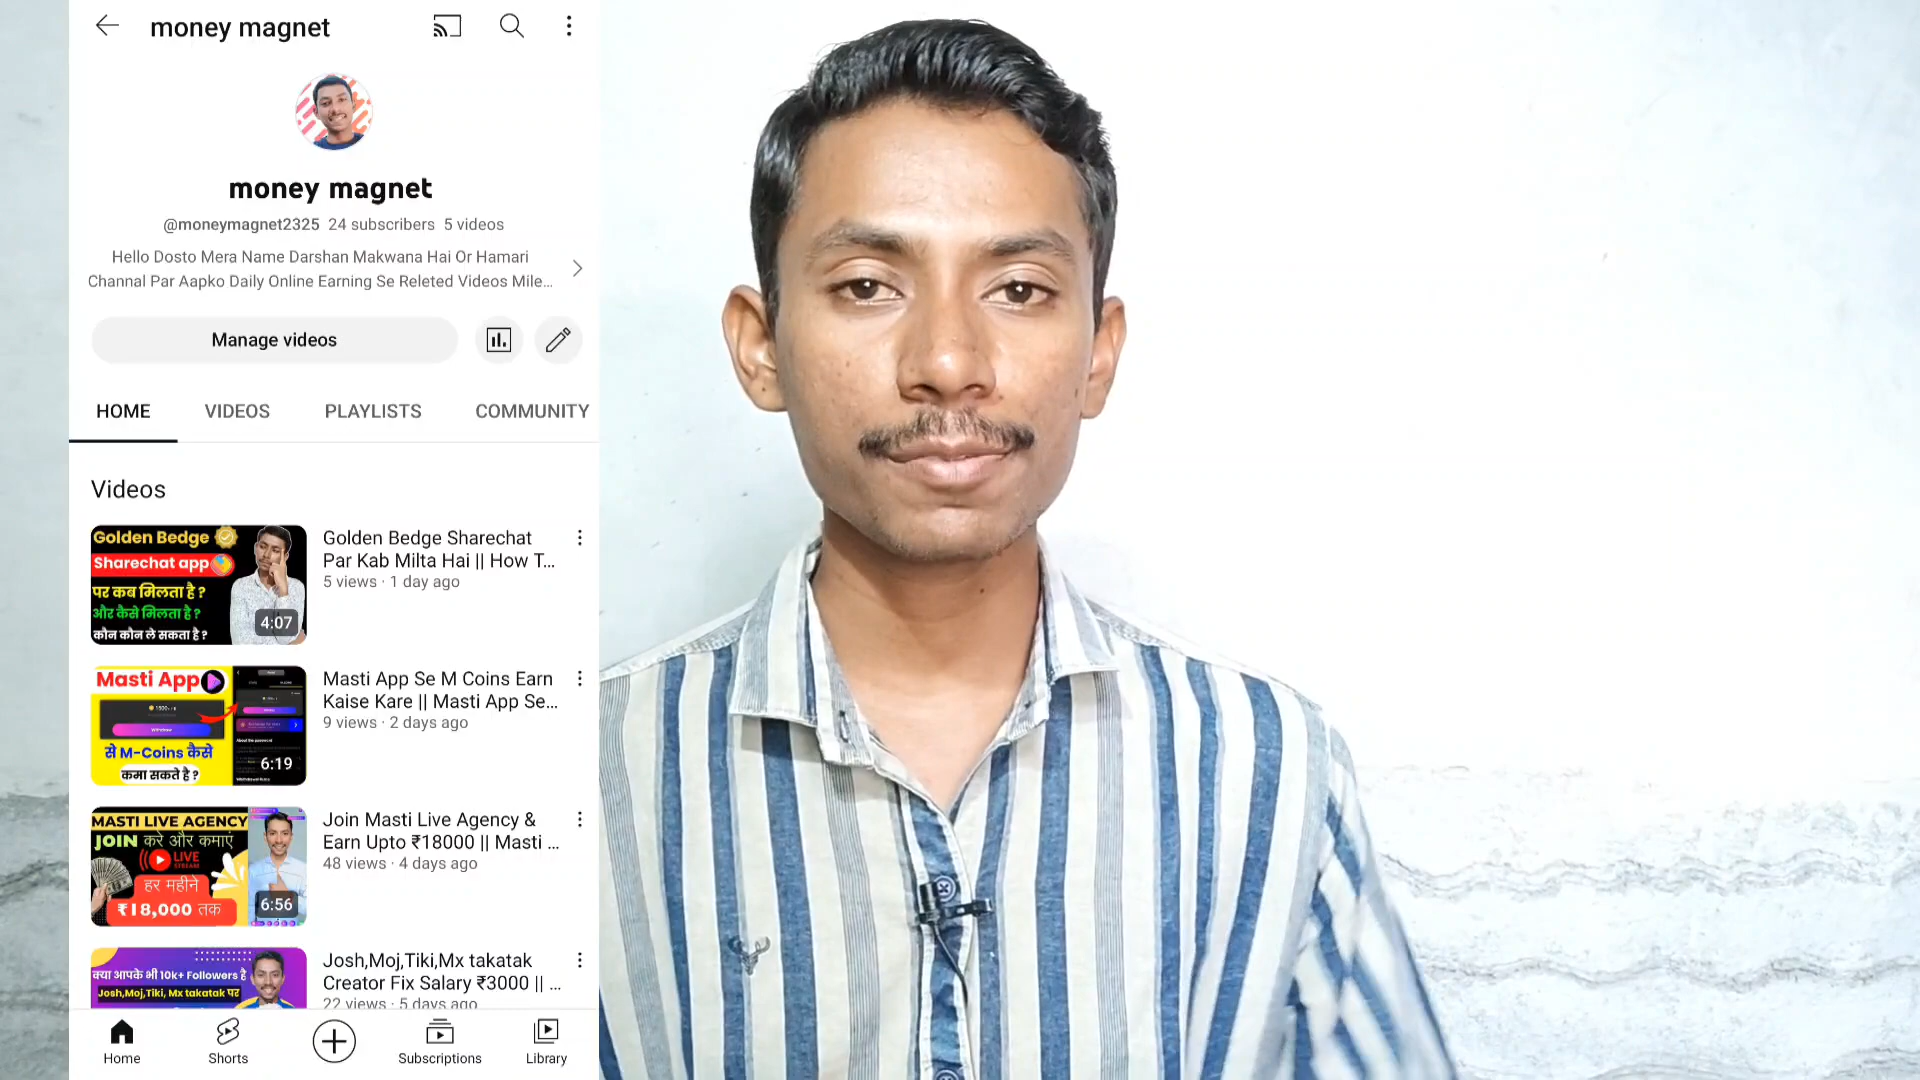 money magnet
money magnet
@moneymagnet2325 24 subscribers 5 videos
Hello Dosto Mera Name Darshan Makwana Hai Or Hamari
Channal Par Aapko Daily Online Earning Se Releted Videos Mile...
Manage videos
HOME VIDEOS PLAYLISTS COMMUNITY
Videos
Golden Bedge
Sharechat app
पर कब मिलता है ?
और कैसे मिलता है ?
कौन कौन ले सकता है ?
4:07
Golden Bedge Sharechat
Par Kab Milta Hai || How T...
5 views · 1 day ago
Masti App
Withdraw
से M-Coins कैसे
कमा सकते है ?
6:19
Masti App Se M Coins Earn
Kaise Kare || Masti App Se...
9 views · 2 days ago
MASTI LIVE AGENCY
JOIN करे और कमाएं
LIVE
STREAM
हर महीने
₹18,000 तक
6:56
Join Masti Live Agency &
Earn Upto ₹18000 || Masti ...
48 views · 4 days ago
क्या आपके भी 10k+ Followers है
Josh,Moj,Tiki, Mx takatak पर
Josh,Moj,Tiki,Mx takatak
Creator Fix Salary ₹3000 || ...
22 views · 5 days ago
Home Shorts Subscriptions Library